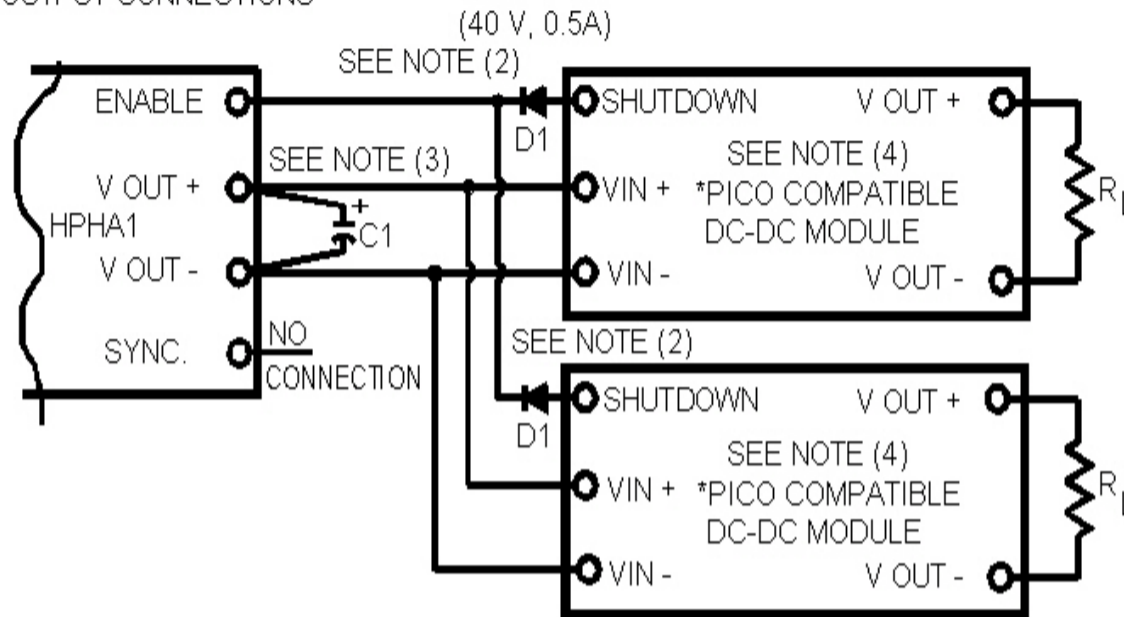 (40 V, 0.5A)
SEE NOTE (2)
ENABLE
SHUTDOWN
V OUT +
D1
SEE NOTE (3)
SEE NOTE (4)
V OUT +
VIN +
*PICO COMPATIBLE
+
HPHA1
C1
DC-DC MODULE
V OUT -
VIN -
V OUT -
SYNC.
NO
CONNECTION
SEE NOTE (2)
SHUTDOWN
V OUT +
D1
SEE NOTE (4)
VIN +
*PICO COMPATIBLE
DC-DC MODULE
VIN -
V OUT -